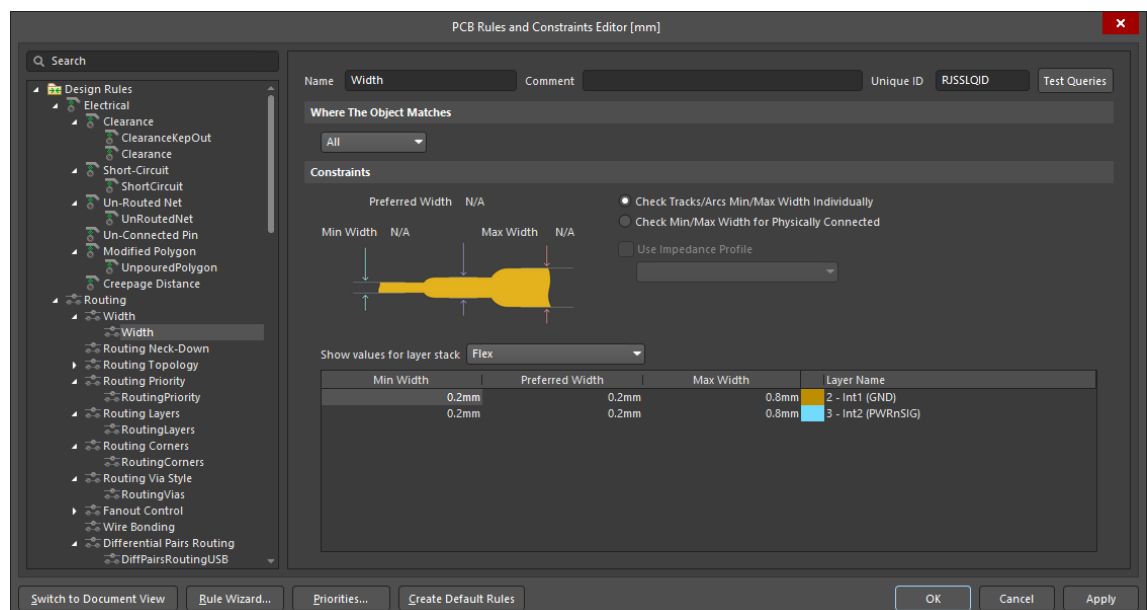 PCB Rules and Constraints Editor [mm]
Search
Design Rules
Electrical
Clearance
ClearanceKepOut
Clearance
Short-Circuit
ShortCircuit
Un-Routed Net
UnRoutedNet
Un-Connected Pin
Modified Polygon
UnpouredPolygon
Creepage Distance
Routing
Width
Width
Routing Neck-Down
Routing Topology
Routing Priority
RoutingPriority
Routing Layers
RoutingLayers
Routing Corners
RoutingCorners
Routing Via Style
RoutingVias
Fanout Control
Wire Bonding
Differential Pairs Routing
DiffPairsRoutingUSB
Name Width Comment Unique ID RJSSLQID Test Queries
Where The Object Matches
All
Constraints
Preferred Width N/A
Min Width N/A Max Width N/A
Check Tracks/Arcs Min/Max Width Individually
Check Min/Max Width for Physically Connected
Use Impedance Profile
Show values for layer stack Flex
Min Width Preferred Width Max Width Layer Name
0.2mm 0.2mm 0.8mm 2 - Int1 (GND)
0.2mm 0.2mm 0.8mm 3 - Int2 (PWRnSIG)
Switch to Document View Rule Wizard... Priorities... Create Default Rules OK Cancel Apply